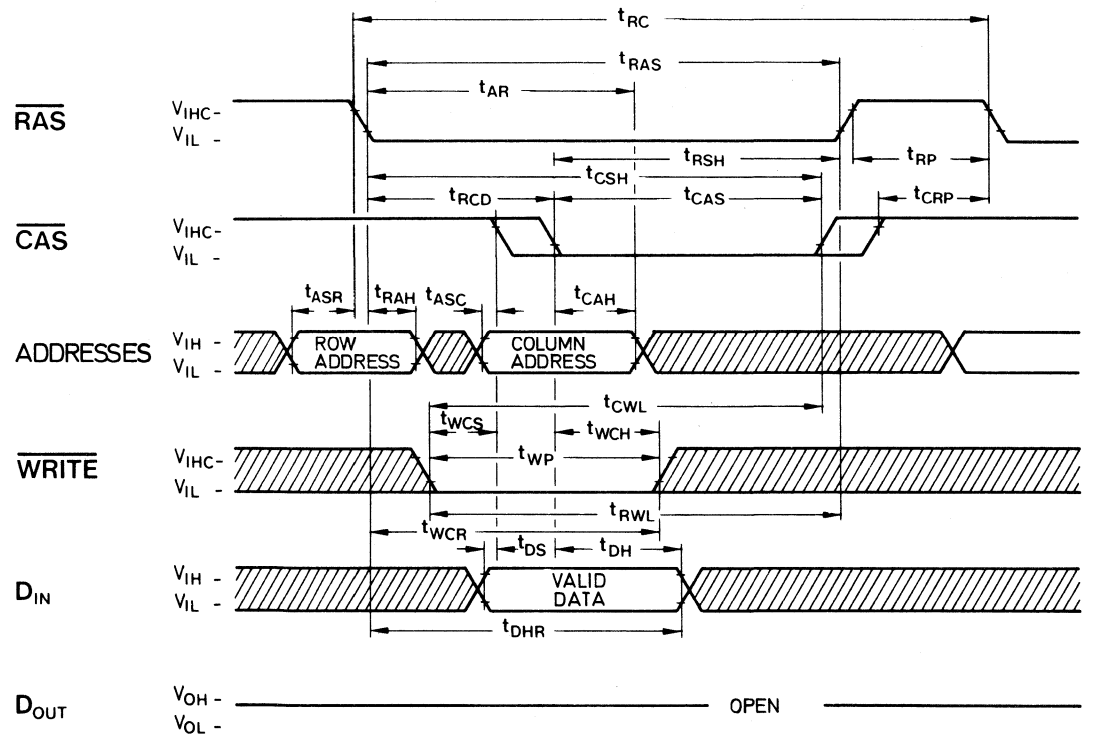 tRC
tRAS
tAR
RAS VIHC- VIL -
tRSH tRP
tCSH
tRCD tCAS tCRP
CAS VIHC- VIL -
tASR tRAH tASC tCAH
ADDRESSES VIH - VIL -
ROW ADDRESS
COLUMN ADDRESS
tCWL
tWCS tWCH
WRITE VIHC- VIL -
tWP
tRWL
tWCR
tDS tDH
DIN VIH - VIL -
VALID DATA
tDHR
DOUT VOH - VOL -
OPEN